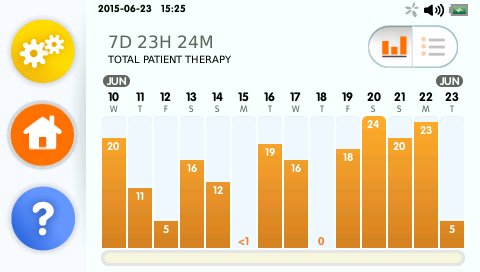 2015-06-23 15:25
7D 23H 24M
TOTAL PATIENT THERAPY
JUN JUN
10 11 12 13 14 15 16 17 18 19 20 21 22 23
W T F S S M T W T F S S M T
20 11 5 16 12 <1 19 16 0 18 24 20 23 5
?